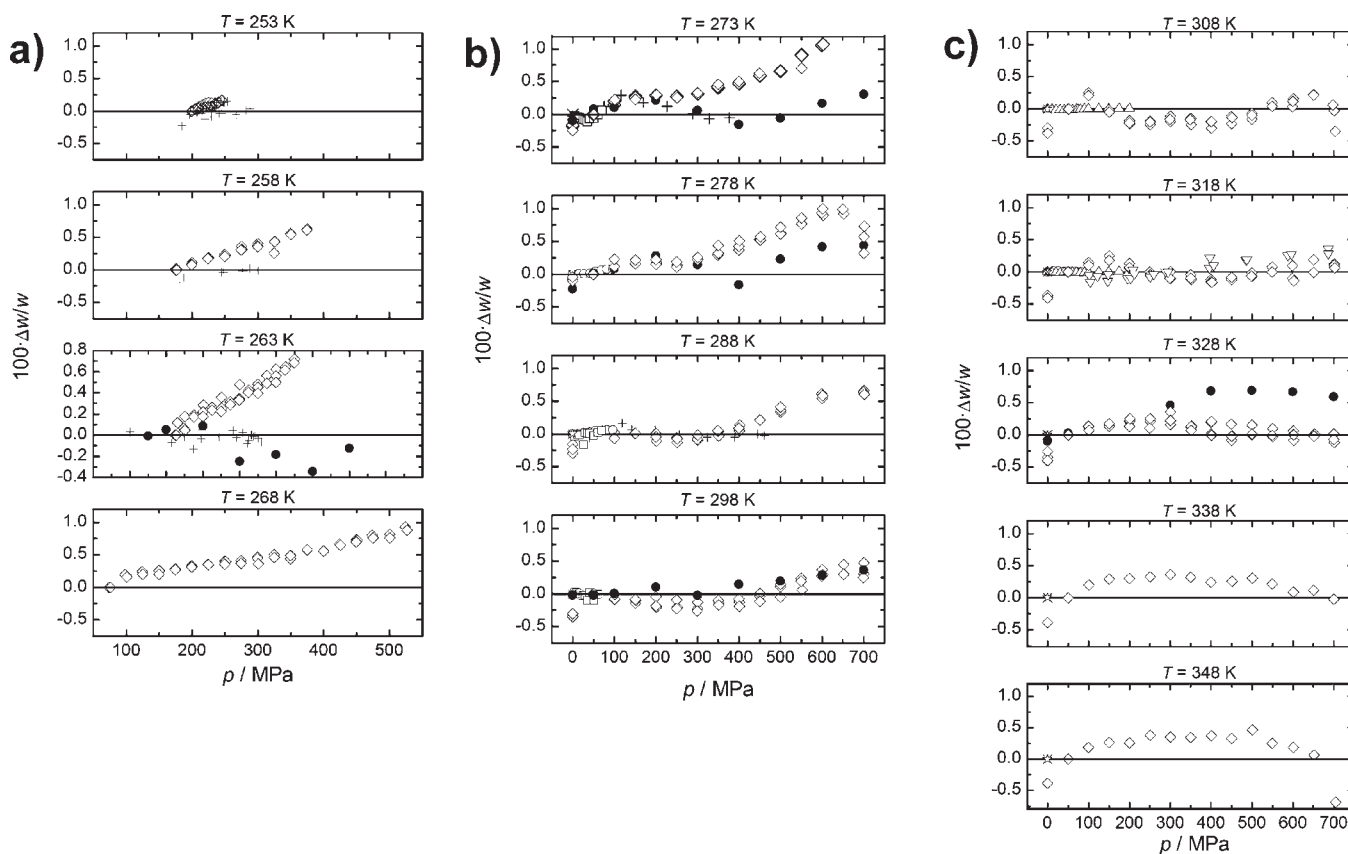 a)
T = 253 K
1.0
0.5
0.0
-0.5
T = 258 K
1.0
0.5
0.0
-0.5
T = 263 K
0.8
0.6
0.4
0.2
0.0
-0.2
-0.4
T = 268 K
1.0
0.5
0.0
-0.5
100 200 300 400 500
p / MPa
100·Δw/w
b)
T = 273 K
1.0
0.5
0.0
-0.5
T = 278 K
1.0
0.5
0.0
-0.5
T = 288 K
1.0
0.5
0.0
-0.5
T = 298 K
1.0
0.5
0.0
-0.5
0 100 200 300 400 500 600 700
p / MPa
100·Δw/w
c)
T = 308 K
1.0
0.5
0.0
-0.5
T = 318 K
1.0
0.5
0.0
-0.5
T = 328 K
1.0
0.5
0.0
-0.5
T = 338 K
1.0
0.5
0.0
-0.5
T = 348 K
1.0
0.5
0.0
-0.5
0 100 200 300 400 500 600 700
p / MPa
100·Δw/w